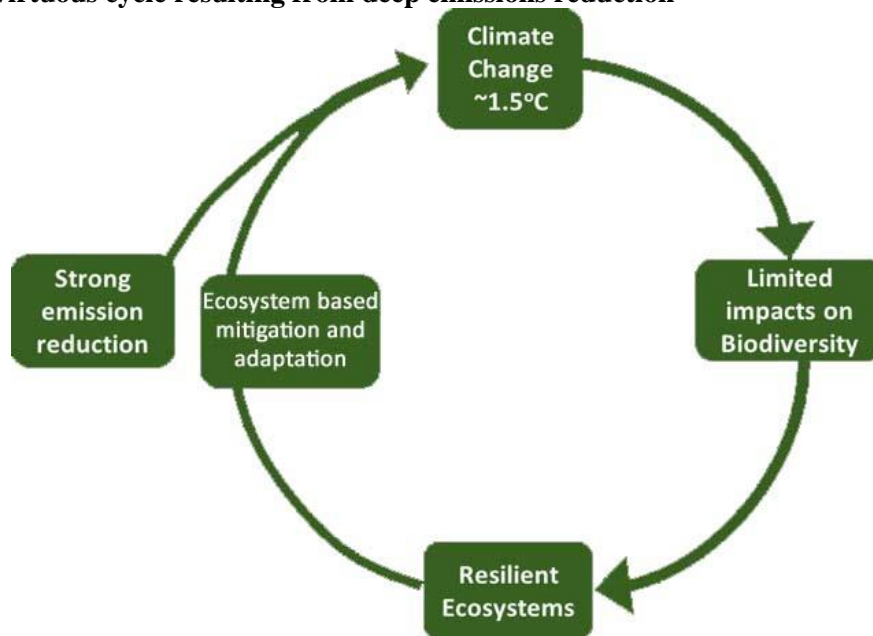 virtuous cycle resulting from deep emissions reduction
Climate
Change
~1.5°C
Strong
emission
reduction
Ecosystem based
mitigation and
adaptation
Limited
impacts on
Biodiversity
Resilient
Ecosystems